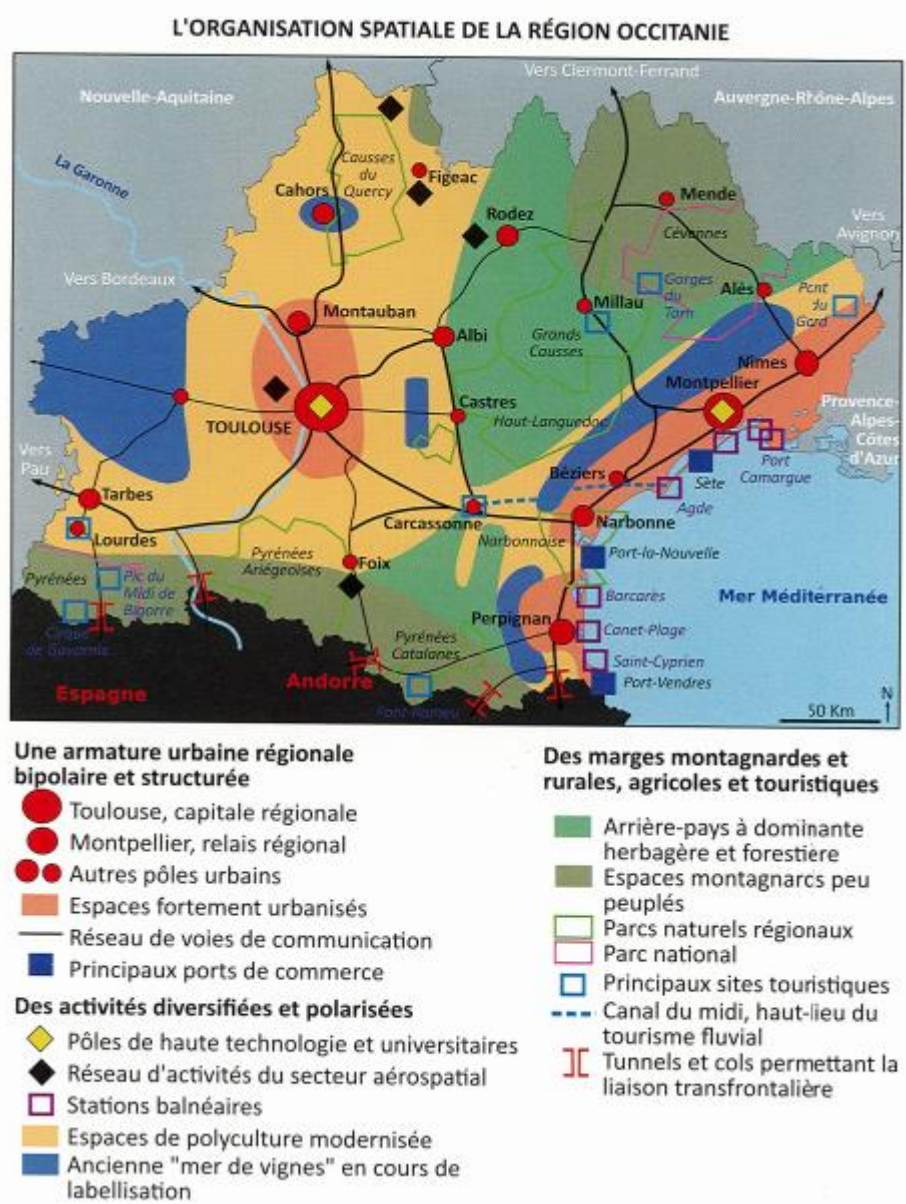 L'ORGANISATION SPATIALE DE LA RÉGION OCCITANIE
Vers Clermont-Ferrand
Nouvelle-Aquitaine
Auvergne-Rhône-Alpes
La Garonne
Causses
du
Quercy
Figeac
Cahors
Mende
Rodez
Cévennes
Vers
Avignon
Vers Bordeaux
Gorges
du
Tarn
Alès
Pont
du
Gard
Montauban
Millau
Albi
Grands
Causses
Nîmes
Montpellier
Castres
TOULOUSE
Haut-Languedoc
Provence-
Alpes-
Côtes
d'Azur
Vers
Pau
Béziers
Sète
Port
Camargue
Tarbes
Agde
Carcassonne
Narbonne
Lourdes
Narbonnaise
Pyrénées
Ariégeoises
Foix
Port-la-Nouvelle
Pyrénées
Pic du
Midi de
Bigorre
Barcarès
Mer Méditerranée
Cirque
de Gavarnie
Perpignan
Canet-Plage
Pyrénées
Catalanes
Saint-Cyprien
Espagne
Andorre
Port-Vendres
Font-Romeu
N
50 Km
Une armature urbaine régionale
bipolaire et structurée
Toulouse, capitale régionale
Montpellier, relais régional
Autres pôles urbains
Espaces fortement urbanisés
Réseau de voies de communication
Principaux ports de commerce
Des activités diversifiées et polarisées
Pôles de haute technologie et universitaires
Réseau d'activités du secteur aérospatial
Stations balnéaires
Espaces de polyculture modernisée
Ancienne "mer de vignes" en cours de
labellisation
Des marges montagnardes et
rurales, agricoles et touristiques
Arrière-pays à dominante
herbagère et forestière
Espaces montagnarcs peu
peuplés
Parcs naturels régionaux
Parc national
Principaux sites touristiques
Canal du midi, haut-lieu du
tourisme fluvial
Tunnels et cols permettant la
liaison transfrontalière